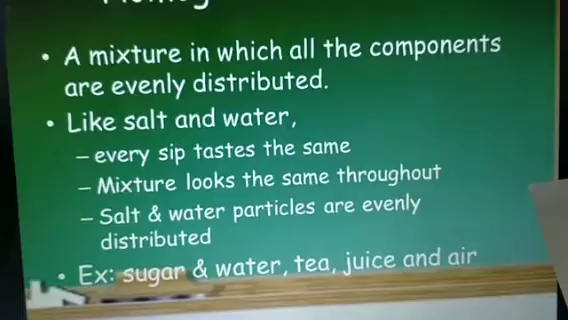 • A mixture in which all the components
are evenly distributed.
• Like salt and water,
– every sip tastes the same
– Mixture looks the same throughout
– Salt & water particles are evenly
distributed
• Ex: sugar & water, tea, juice and air